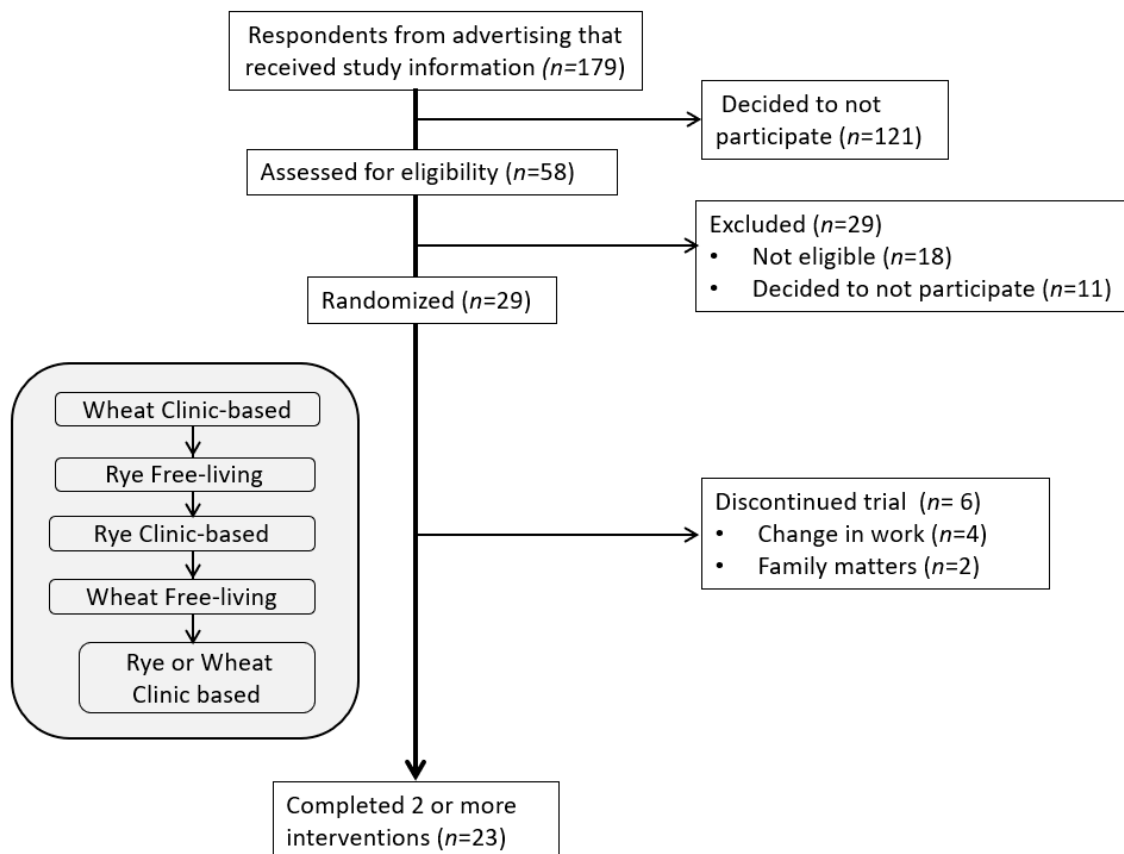 Respondents from advertising that
received study information (n=179)
Decided to not
participate (n=121)
Assessed for eligibility (n=58)
Excluded (n=29)
• Not eligible (n=18)
• Decided to not participate (n=11)
Randomized (n=29)
Wheat Clinic-based
Rye Free-living
Rye Clinic-based
Wheat Free-living
Rye or Wheat
Clinic based
Discontinued trial (n= 6)
• Change in work (n=4)
• Family matters (n=2)
Completed 2 or more
interventions (n=23)